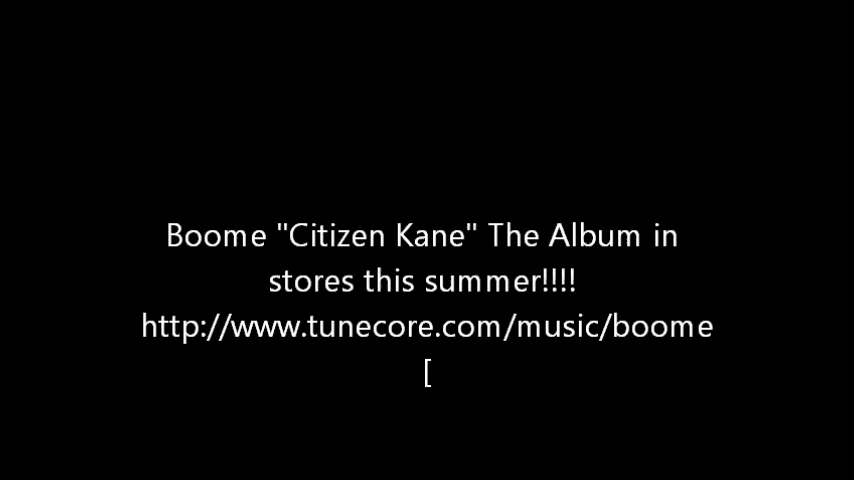 Boome "Citizen Kane" The Album in
stores this summer!!!!
http://www.tunecore.com/music/boome
[